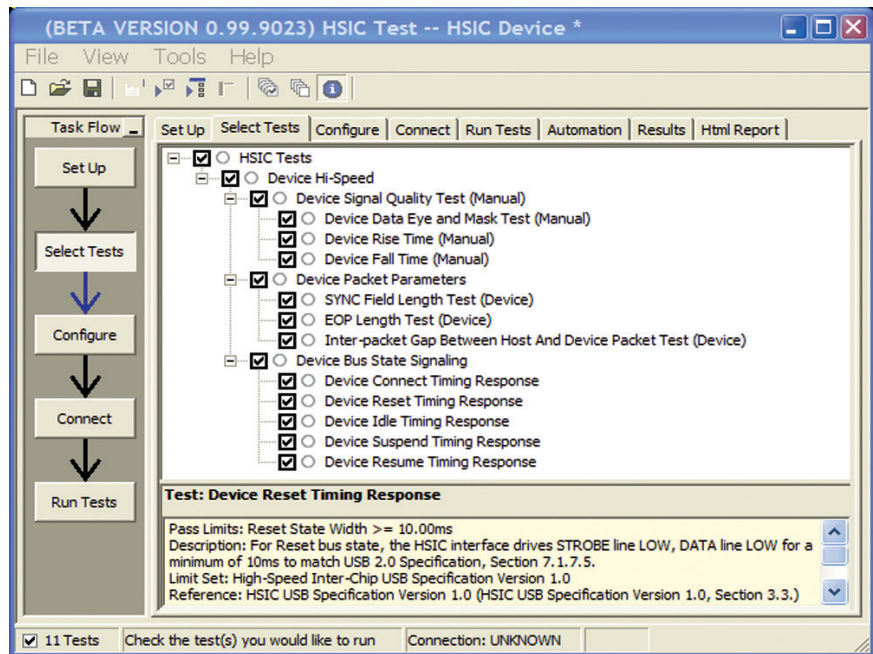 (BETA VERSION 0.99.9023) HSIC Test -- HSIC Device *
File View Tools Help
Task Flow
Set Up Select Tests Configure Connect Run Tests Automation Results Html Report
Set Up
Select Tests
Configure
Connect
Run Tests
HSIC Tests
Device Hi-Speed
Device Signal Quality Test (Manual)
Device Data Eye and Mask Test (Manual)
Device Rise Time (Manual)
Device Fall Time (Manual)
Device Packet Parameters
SYNC Field Length Test (Device)
EOP Length Test (Device)
Inter-packet Gap Between Host And Device Packet Test (Device)
Device Bus State Signaling
Device Connect Timing Response
Device Reset Timing Response
Device Idle Timing Response
Device Suspend Timing Response
Device Resume Timing Response
Test: Device Reset Timing Response
Pass Limits: Reset State Width >= 10.00ms
Description: For Reset bus state, the HSIC interface drives STROBE line LOW, DATA line LOW for a
minimum of 10ms to match USB 2.0 Specification, Section 7.1.7.5.
Limit Set: High-Speed Inter-Chip USB Specification Version 1.0
Reference: HSIC USB Specification Version 1.0 (HSIC USB Specification Version 1.0, Section 3.3.)
11 Tests Check the test(s) you would like to run Connection: UNKNOWN